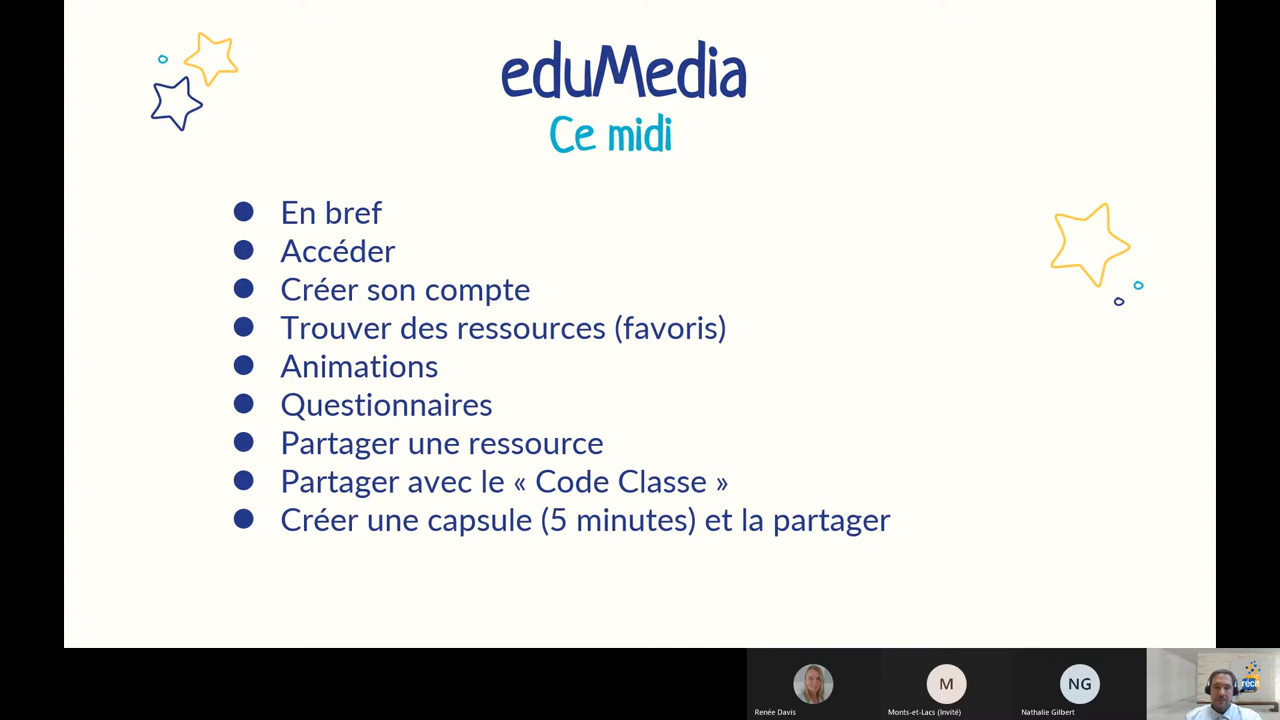 eduMedia
Ce midi
● En bref
● Accéder
● Créer son compte
● Trouver des ressources (favoris)
● Animations
● Questionnaires
● Partager une ressource
● Partager avec le « Code Classe »
● Créer une capsule (5 minutes) et la partager
M
NG
récit
Renée Davis
Monts-et-Lacs (Invité)
Nathalie Gilbert